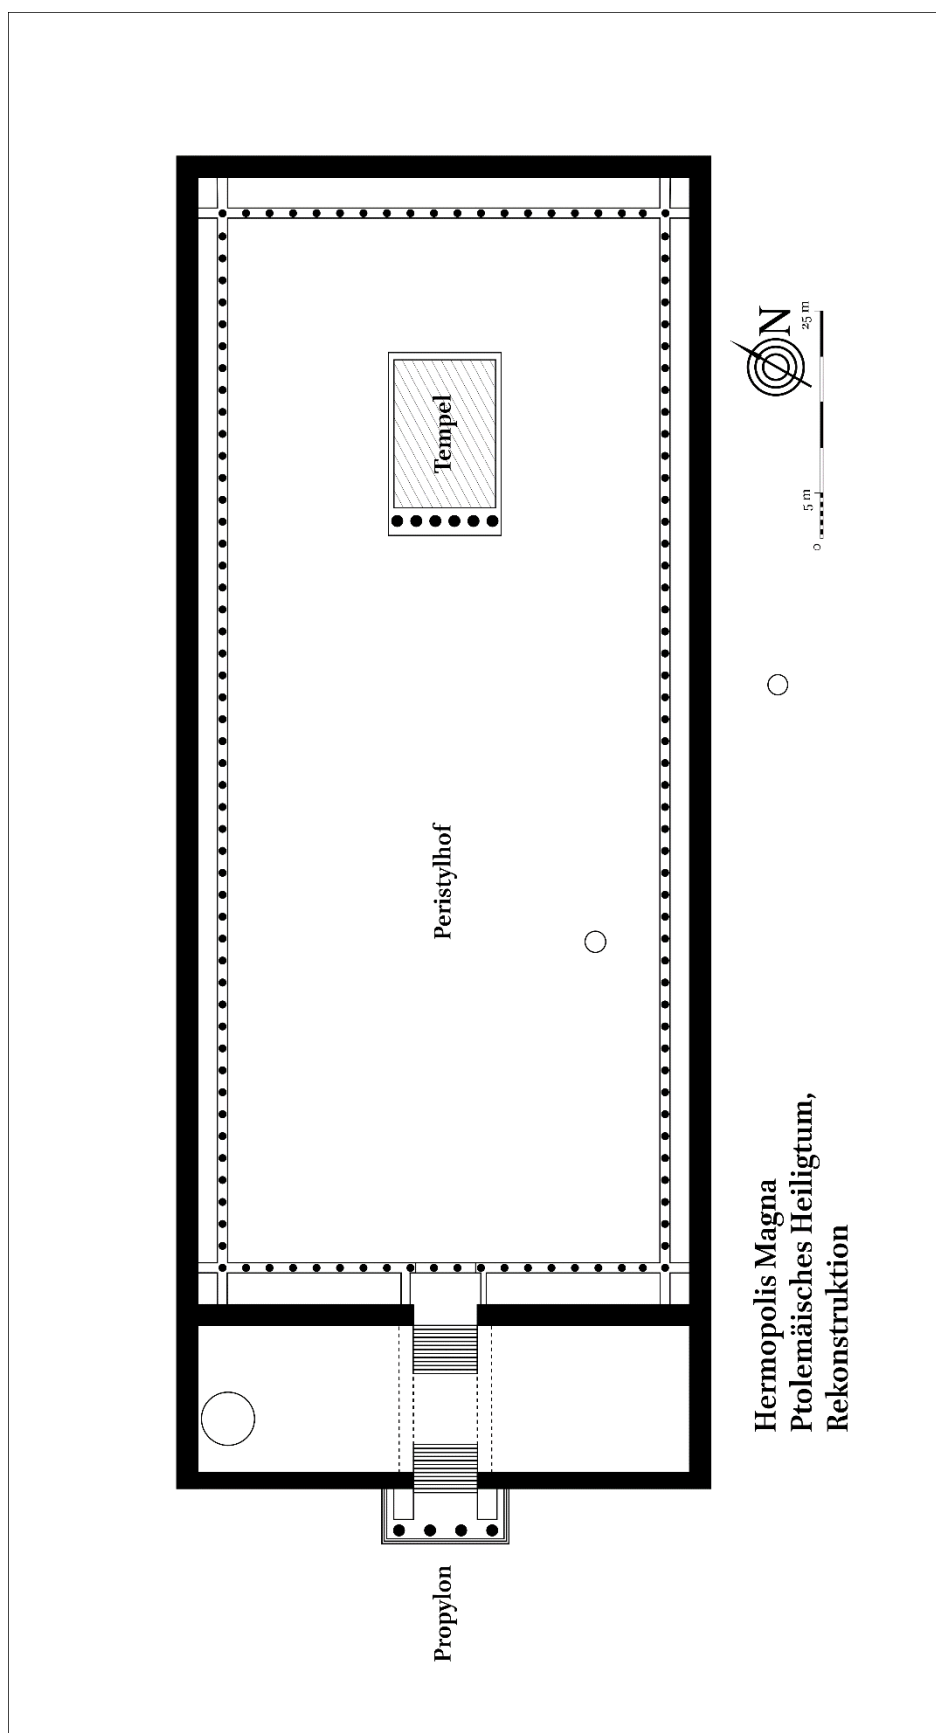 Tempel
Peristylhof
Propylon
N
0
5 m
25 m
Hermopolis Magna
Ptolemäisches Heiligtum,
Rekonstruktion